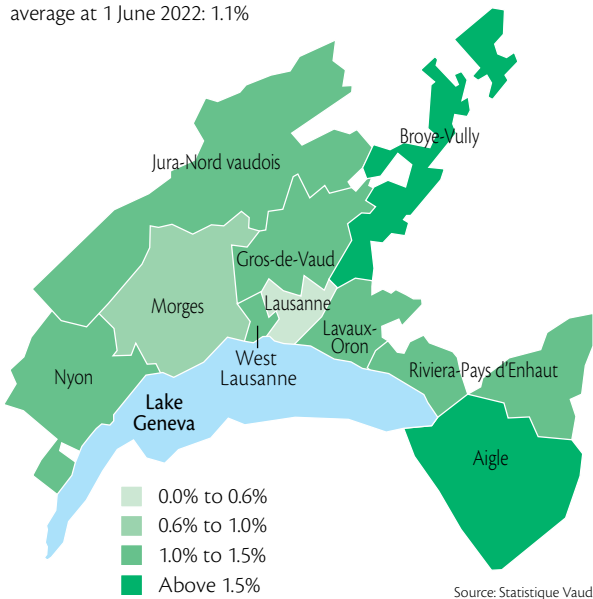 average at 1 June 2022: 1.1%
Broye-Vully
Jura-Nord vaudois
Gros-de-Vaud
Morges
Lausanne
Lavaux-
Oron
West
Lausanne
Riviera-Pays d'Enhaut
Nyon
Lake
Geneva
Aigle
0.0% to 0.6%
0.6% to 1.0%
1.0% to 1.5%
Above 1.5%
Source: Statistique Vaud